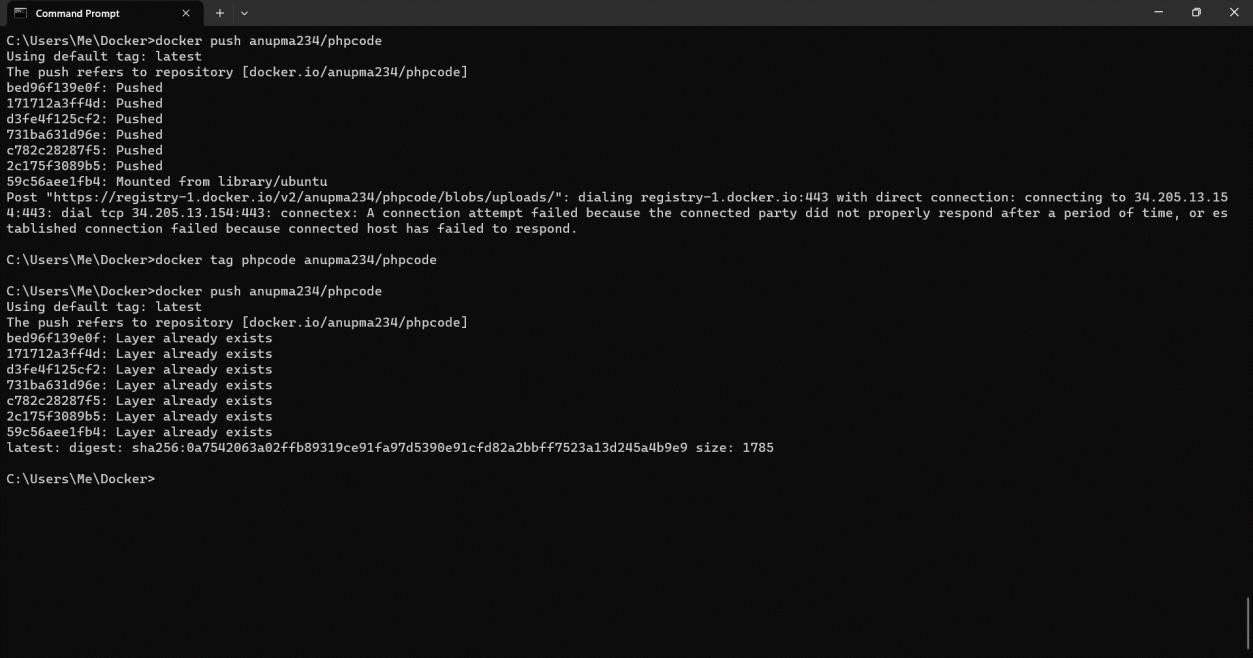 Command Prompt
C:\Users\Me\Docker>docker push anupma234/phpcode
Using default tag: latest
The push refers to repository [docker.io/anupma234/phpcode]
bed96f139e0f: Pushed
171712a3ff4d: Pushed
d3fe4f125cf2: Pushed
731ba631d96e: Pushed
c782c28287f5: Pushed
2c175f3089b5: Pushed
59c56aee1fb4: Mounted from library/ubuntu
Post "https://registry-1.docker.io/v2/anupma234/phpcode/blobs/uploads/": dialing registry-1.docker.io:443 with direct connection: connecting to 34.205.13.15
4:443: dial tcp 34.205.13.154:443: connectex: A connection attempt failed because the connected party did not properly respond after a period of time, or es
tablished connection failed because connected host has failed to respond.
C:\Users\Me\Docker>docker tag phpcode anupma234/phpcode
C:\Users\Me\Docker>docker push anupma234/phpcode
Using default tag: latest
The push refers to repository [docker.io/anupma234/phpcode]
bed96f139e0f: Layer already exists
171712a3ff4d: Layer already exists
d3fe4f125cf2: Layer already exists
731ba631d96e: Layer already exists
c782c28287f5: Layer already exists
2c175f3089b5: Layer already exists
59c56aee1fb4: Layer already exists
latest: digest: sha256:0a7542063a02ffb89319ce91fa97d5390e91cfd82a2bbff7523a13d245a4b9e9 size: 1785
C:\Users\Me\Docker>